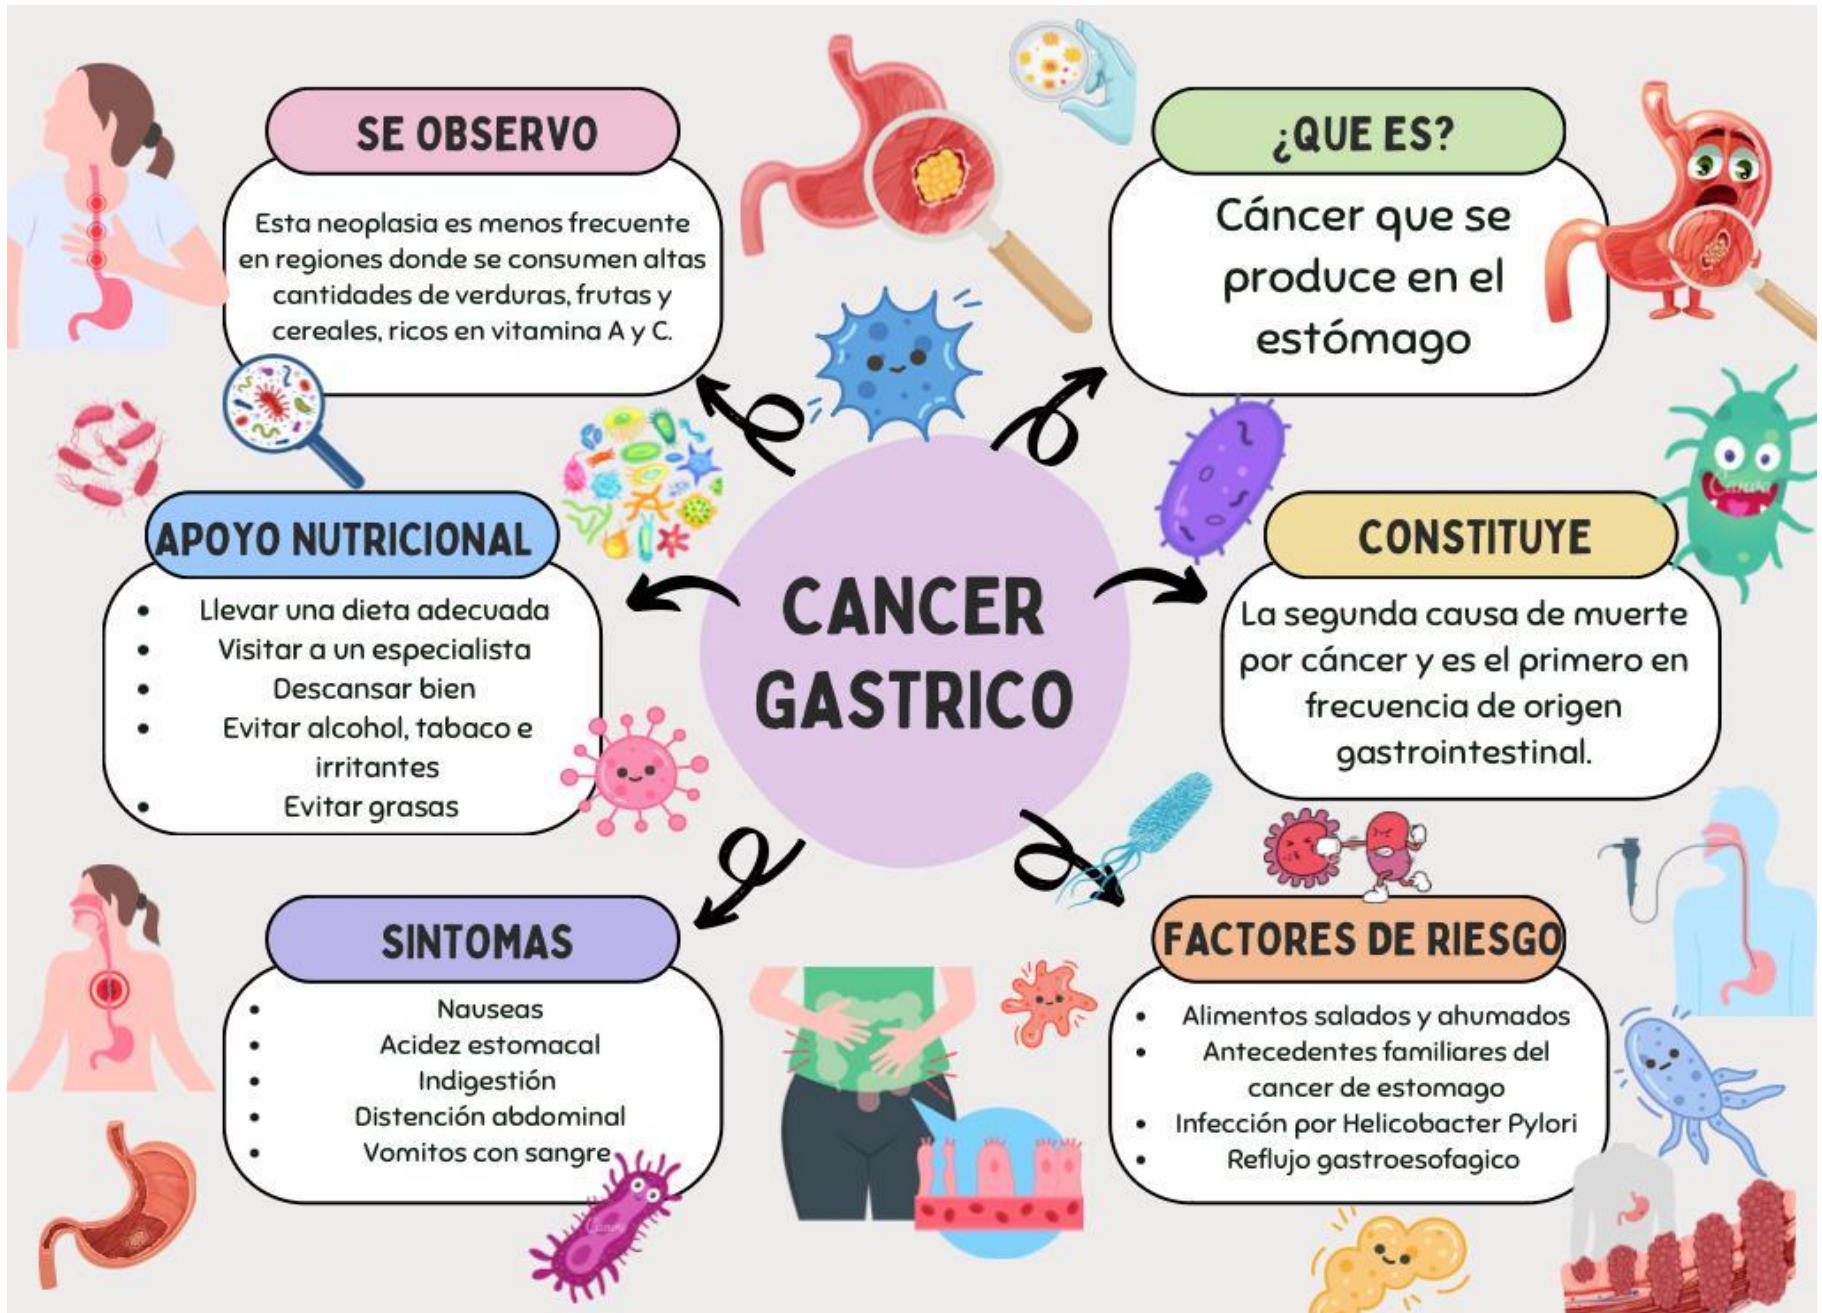 SE OBSERVO
Esta neoplasia es menos frecuente
en regiones donde se consumen altas
cantidades de verduras, frutas y
cereales, ricos en vitamina A y C.
¿QUE ES?
Cáncer que se
produce en el
estómago
APOYO NUTRICIONAL
• Llevar una dieta adecuada
• Visitar a un especialista
• Descansar bien
• Evitar alcohol, tabaco e
irritantes
• Evitar grasas
CANCER
GASTRICO
CONSTITUYE
La segunda causa de muerte
por cáncer y es el primero en
frecuencia de origen
gastrointestinal.
SINTOMAS
• Nauseas
• Acidez estomacal
• Indigestión
• Distención abdominal
• Vomitos con sangre
FACTORES DE RIESGO
• Alimentos salados y ahumados
• Antecedentes familiares del
cancer de estomago
• Infección por Helicobacter Pylori
• Reflujo gastroesofagico
Canva
Canva